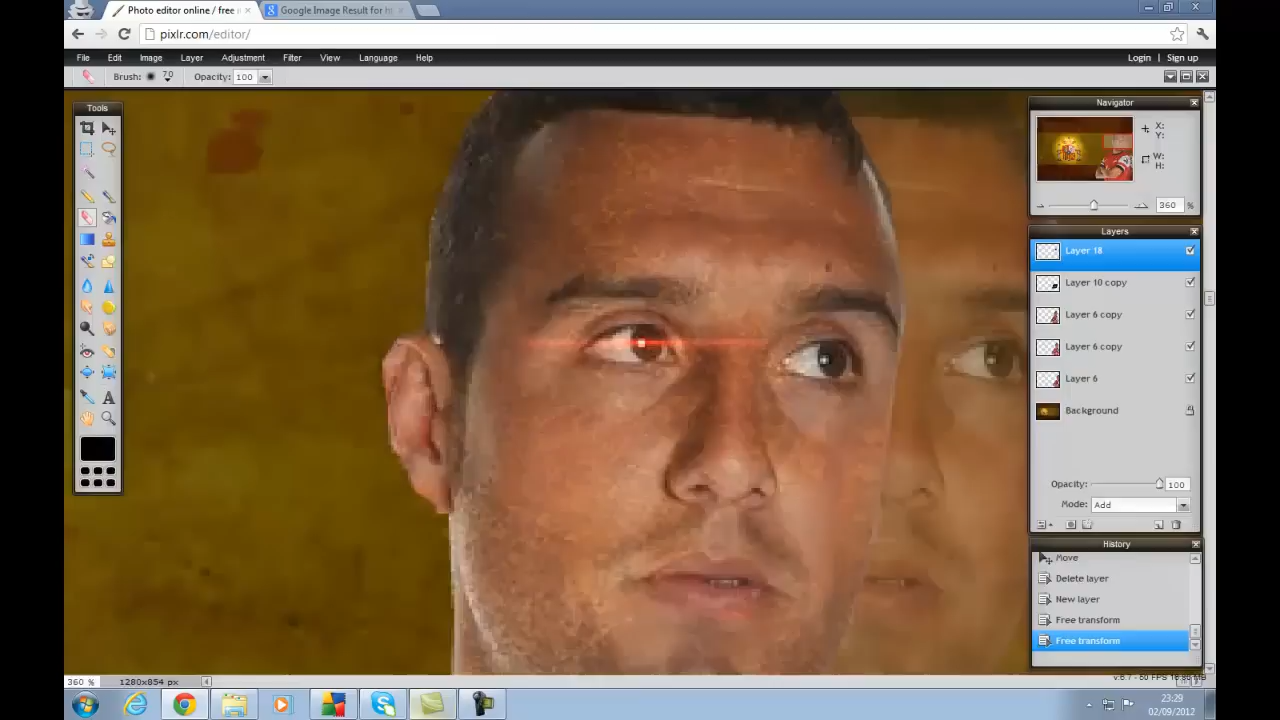 Photo editor online / free
Google Image Result for h
pixlr.com/editor/
File Edit Image Layer Adjustment Filter View Language Help
Login | Sign up
Brush: 70 Opacity: 100
Tools
Navigator
X:
Y:
W:
H:
360 %
Layers
Layer 18
Layer 10 copy
Layer 6 copy
Layer 6 copy
Layer 6
Background
Opacity: 100
Mode: Add
History
Move
Delete layer
New layer
Free transform
Free transform
360 % 1280x854 px
23:29
02/09/2012